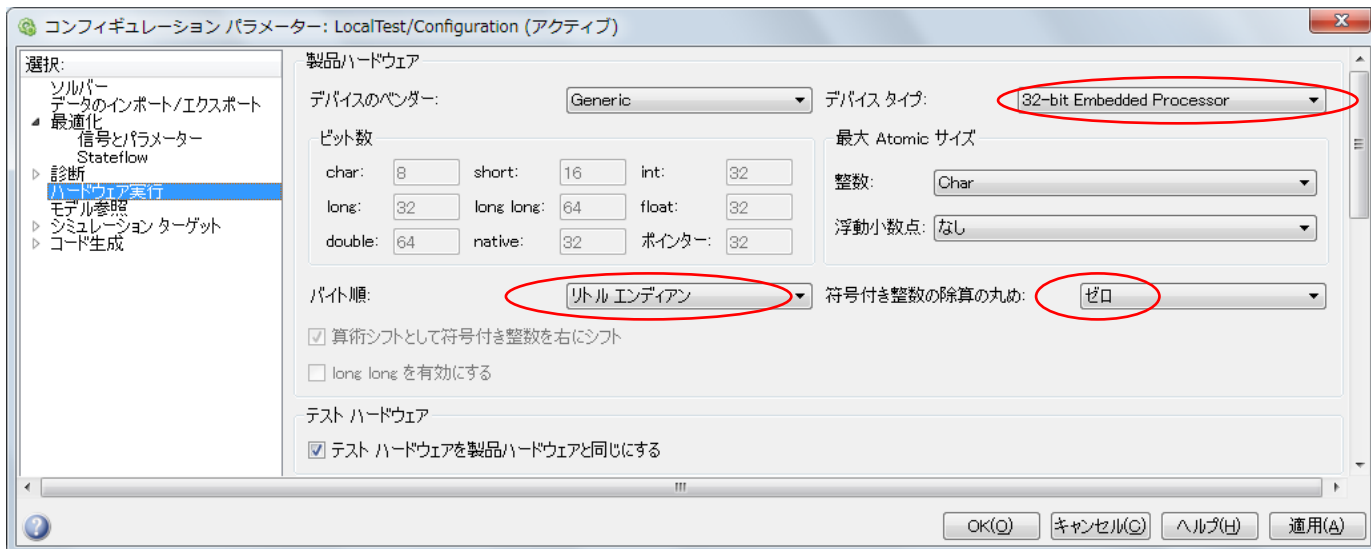 コンフィギュレーション パラメーター: LocalTest/Configuration (アクティブ)
選択:
ソルバー
データのインポート/エクスポート
最適化
信号とパラメーター
Stateflow
診断
ハードウェア実行
モデル参照
シミュレーション ターゲット
コード生成
製品ハードウェア
デバイスのベンダー: Generic デバイス タイプ: 32-bit Embedded Processor
ビット数 最大 Atomic サイズ
char: 8 short: 16 int: 32
整数: Char
long: 32 long long: 64 float: 32
浮動小数点: なし
double: 64 native: 32 ポインター: 32
バイト順: リトル エンディアン 符号付き整数の除算の丸め: ゼロ
算術シフトとして符号付き整数を右にシフト
long long を有効にする
テスト ハードウェア
テスト ハードウェアを製品ハードウェアと同じにする
OK(O) キャンセル(C) ヘルプ(H) 適用(A)